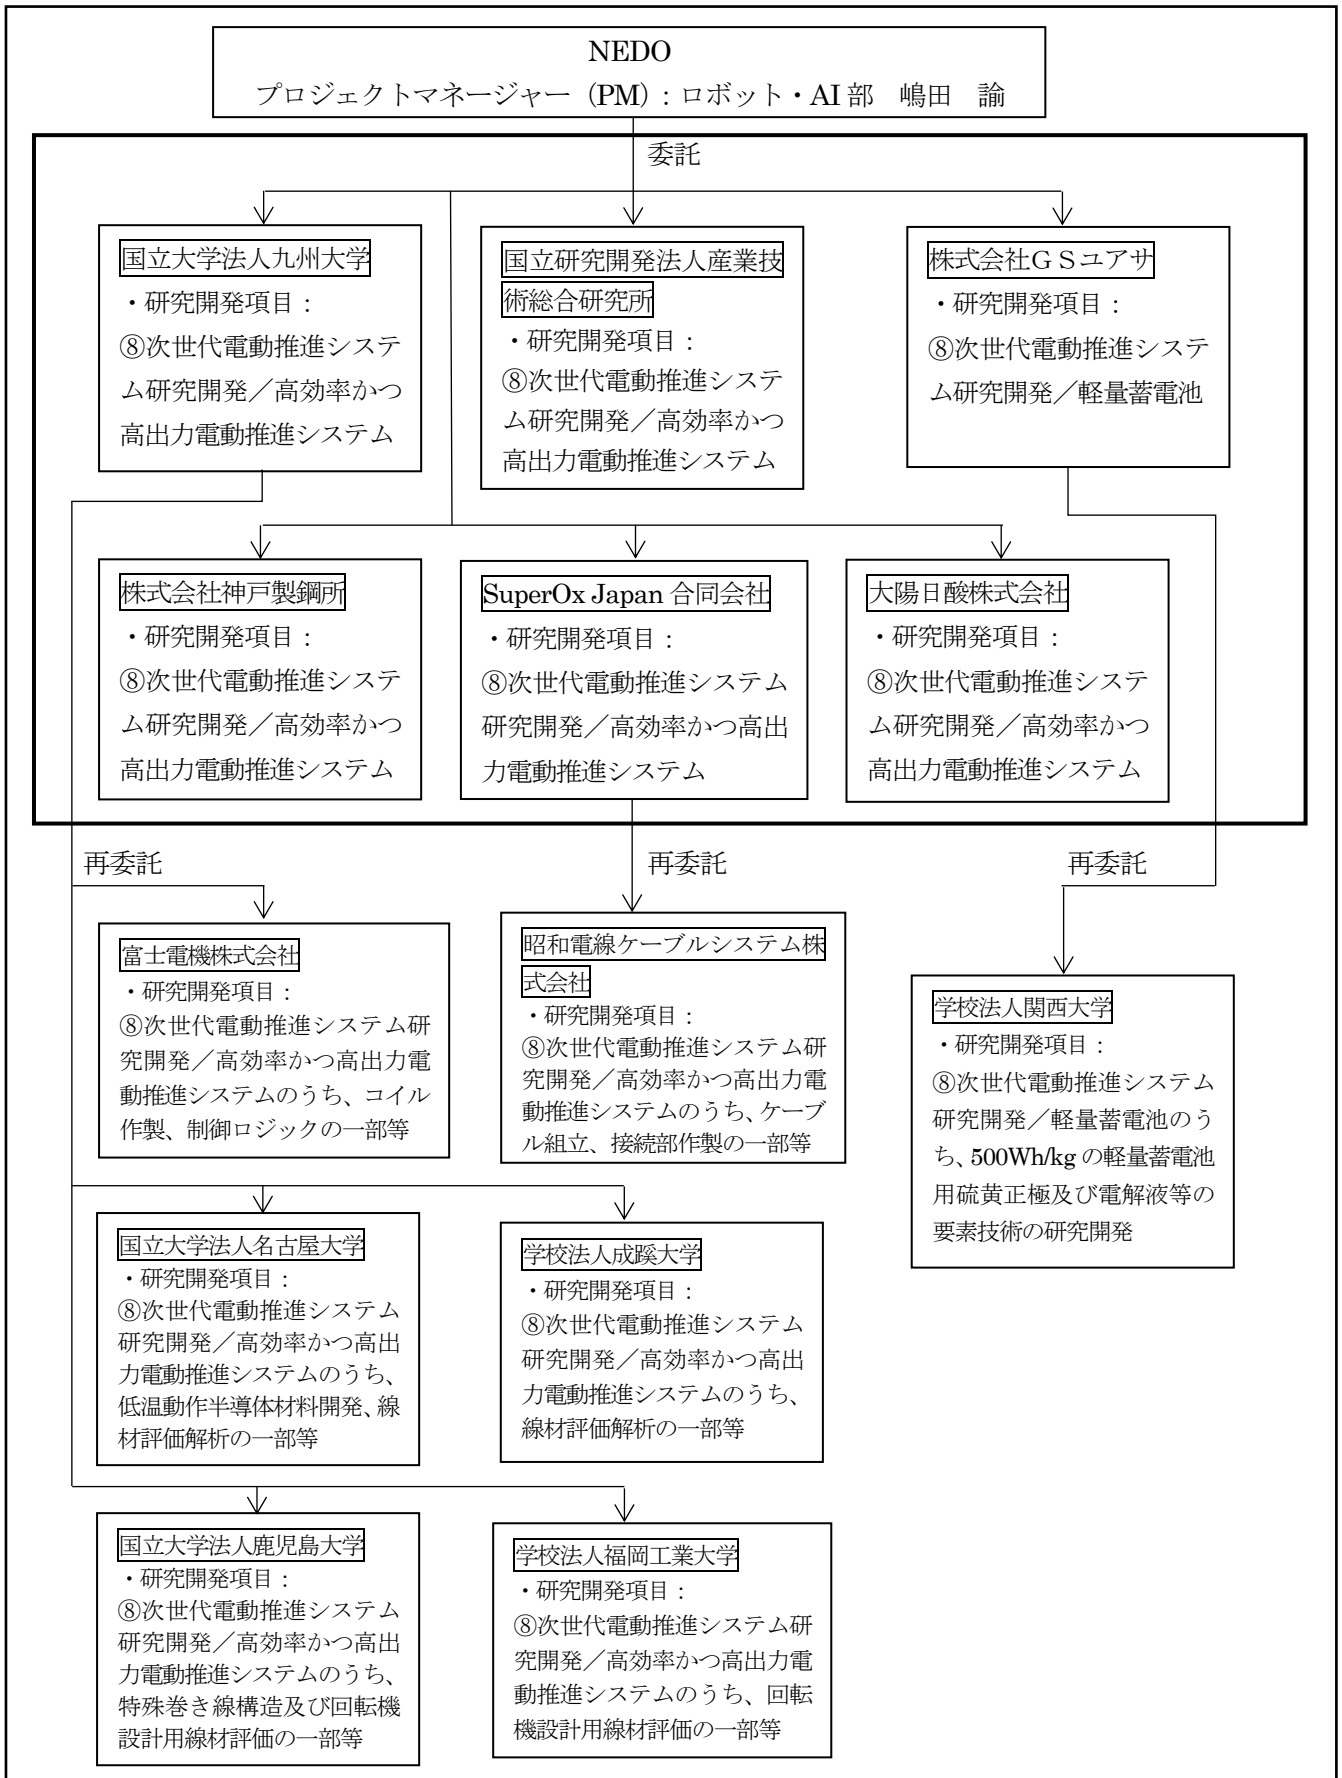 NEDO
プロジェクトマネージャー（PM）：ロボット・AI部　嶋田　諭
委託
国立大学法人九州大学
・研究開発項目：
⑧次世代電動推進システ
ム研究開発／高効率かつ
高出力電動推進システム
国立研究開発法人産業技
術総合研究所
・研究開発項目：
⑧次世代電動推進システ
ム研究開発／高効率かつ
高出力電動推進システム
株式会社ＧＳユアサ
・研究開発項目：
⑧次世代電動推進システ
ム研究開発／軽量蓄電池
株式会社神戸製鋼所
・研究開発項目：
⑧次世代電動推進システ
ム研究開発／高効率かつ
高出力電動推進システム
SuperOx Japan 合同会社
・研究開発項目：
⑧次世代電動推進システム
研究開発／高効率かつ高出
力電動推進システム
大陽日酸株式会社
・研究開発項目：
⑧次世代電動推進システ
ム研究開発／高効率かつ
高出力電動推進システム
再委託
再委託
再委託
富士電機株式会社
・研究開発項目：
⑧次世代電動推進システム研
究開発／高効率かつ高出力電
動推進システムのうち、コイル
作製、制御ロジックの一部等
昭和電線ケーブルシステム株
式会社
・研究開発項目：
⑧次世代電動推進システム研
究開発／高効率かつ高出力電
動推進システムのうち、ケーブ
ル組立、接続部作製の一部等
学校法人関西大学
・研究開発項目：
⑧次世代電動推進システム
研究開発／軽量蓄電池のう
ち、500Wh/kg の軽量蓄電池
用硫黄正極及び電解液等の
要素技術の研究開発
国立大学法人名古屋大学
・研究開発項目：
⑧次世代電動推進システム
研究開発／高効率かつ高出
力電動推進システムのうち、
低温動作半導体材料開発、線
材評価解析の一部等
学校法人成蹊大学
・研究開発項目：
⑧次世代電動推進システム
研究開発／高効率かつ高出
力電動推進システムのうち、
線材評価解析の一部等
国立大学法人鹿児島大学
・研究開発項目：
⑧次世代電動推進システム
研究開発／高効率かつ高出
力電動推進システムのうち、
特殊巻き線構造及び回転機
設計用線材評価の一部等
学校法人福岡工業大学
・研究開発項目：
⑧次世代電動推進システム研
究開発／高効率かつ高出力電
動推進システムのうち、回転
機設計用線材評価の一部等